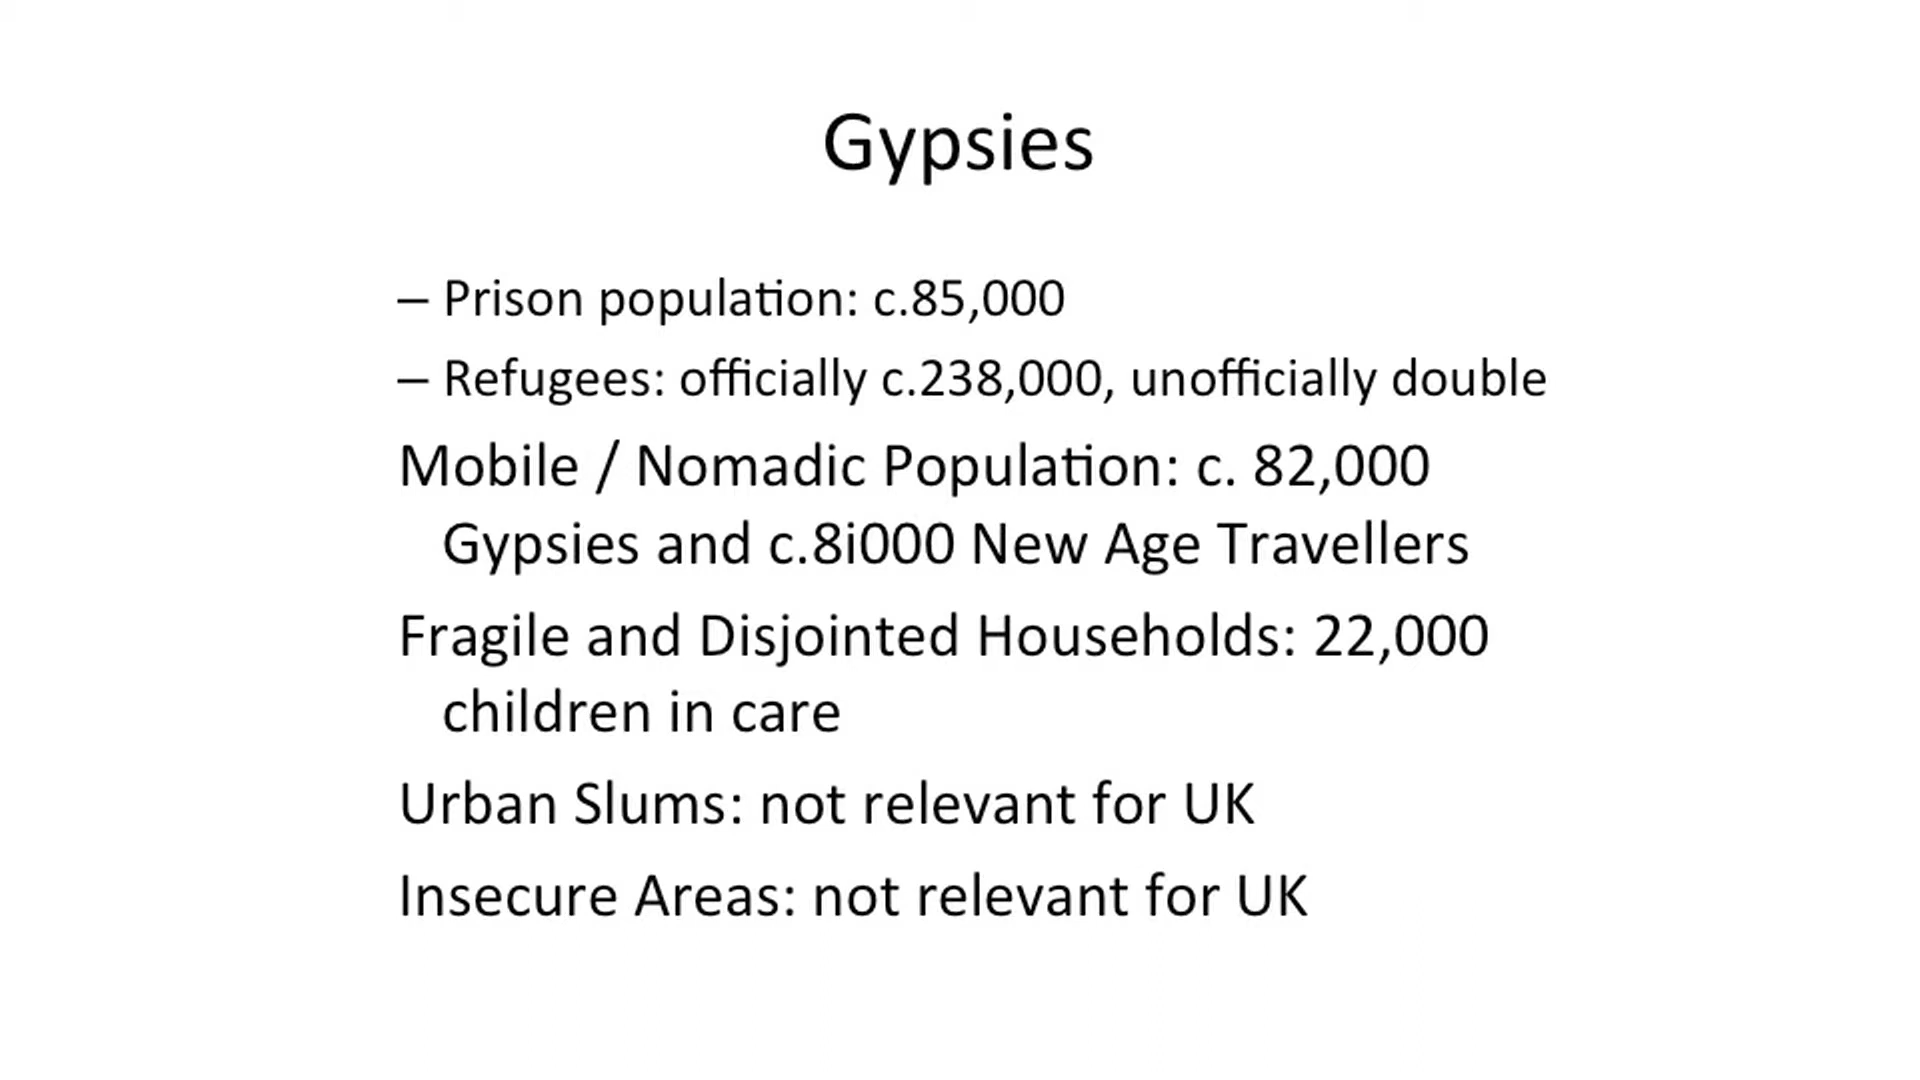 Gypsies
– Prison population: c.85,000
– Refugees: officially c.238,000, unofficially double
Mobile / Nomadic Population: c. 82,000
Gypsies and c.8i000 New Age Travellers
Fragile and Disjointed Households: 22,000
children in care
Urban Slums: not relevant for UK
Insecure Areas: not relevant for UK